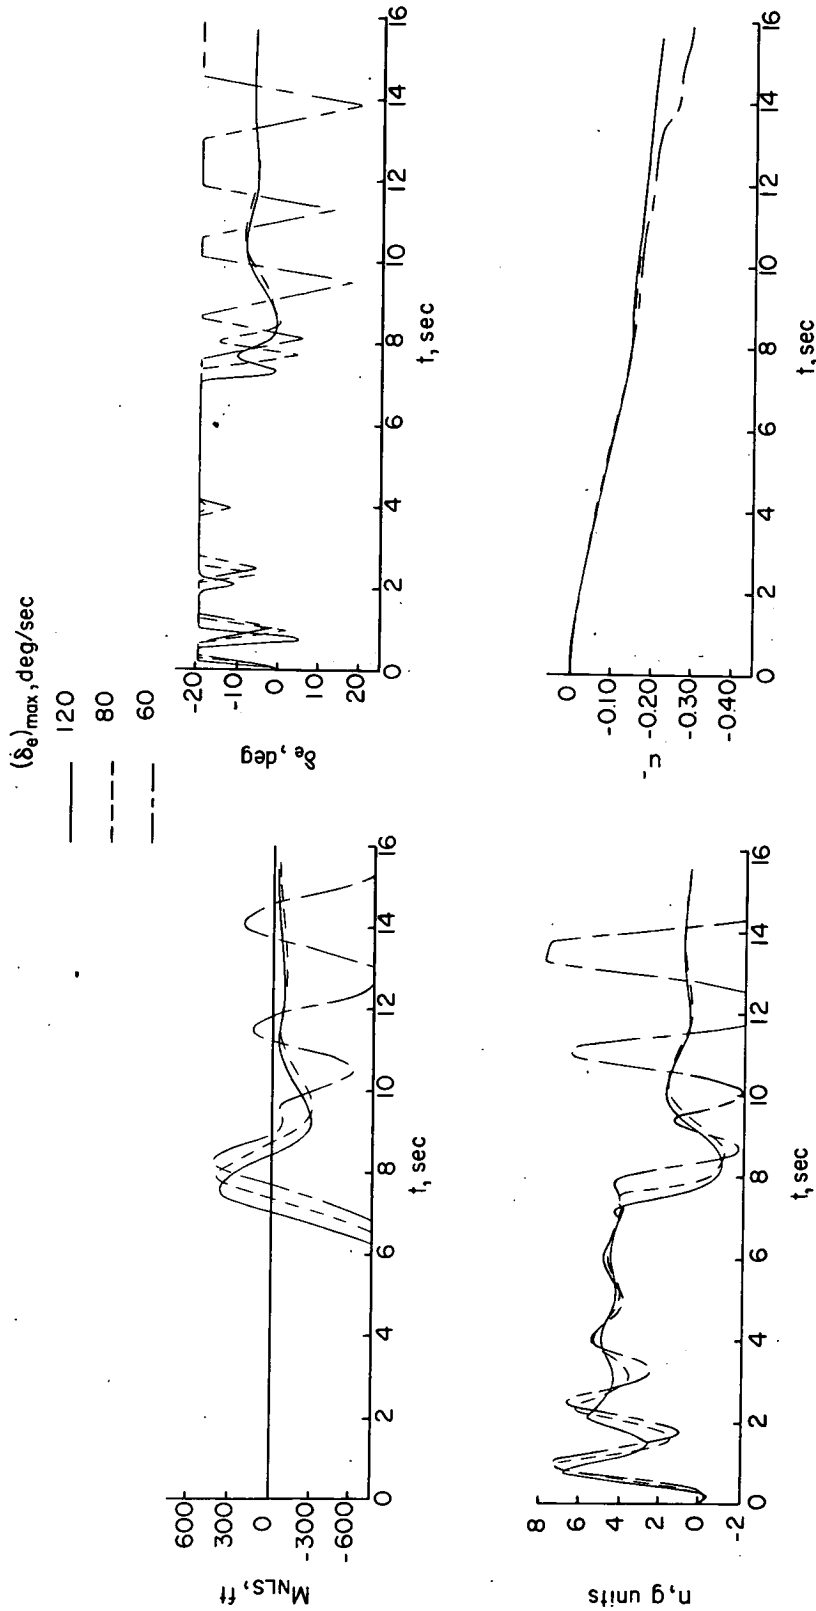 (δ̇e)max, deg/sec
120
80
60
600
300
0
-300
-600
MNLS, ft
0 2 4 6 8 10 12 14 16
t, sec
-20
-10
0
10
20
δe, deg
0 2 4 6 8 10 12 14 16
t, sec
8
6
4
2
0
-2
n, g units
0 2 4 6 8 10 12 14 16
t, sec
0
-0.10
-0.20
-0.30
-0.40
0 2 4 6 8 10 12 14 16
t, sec